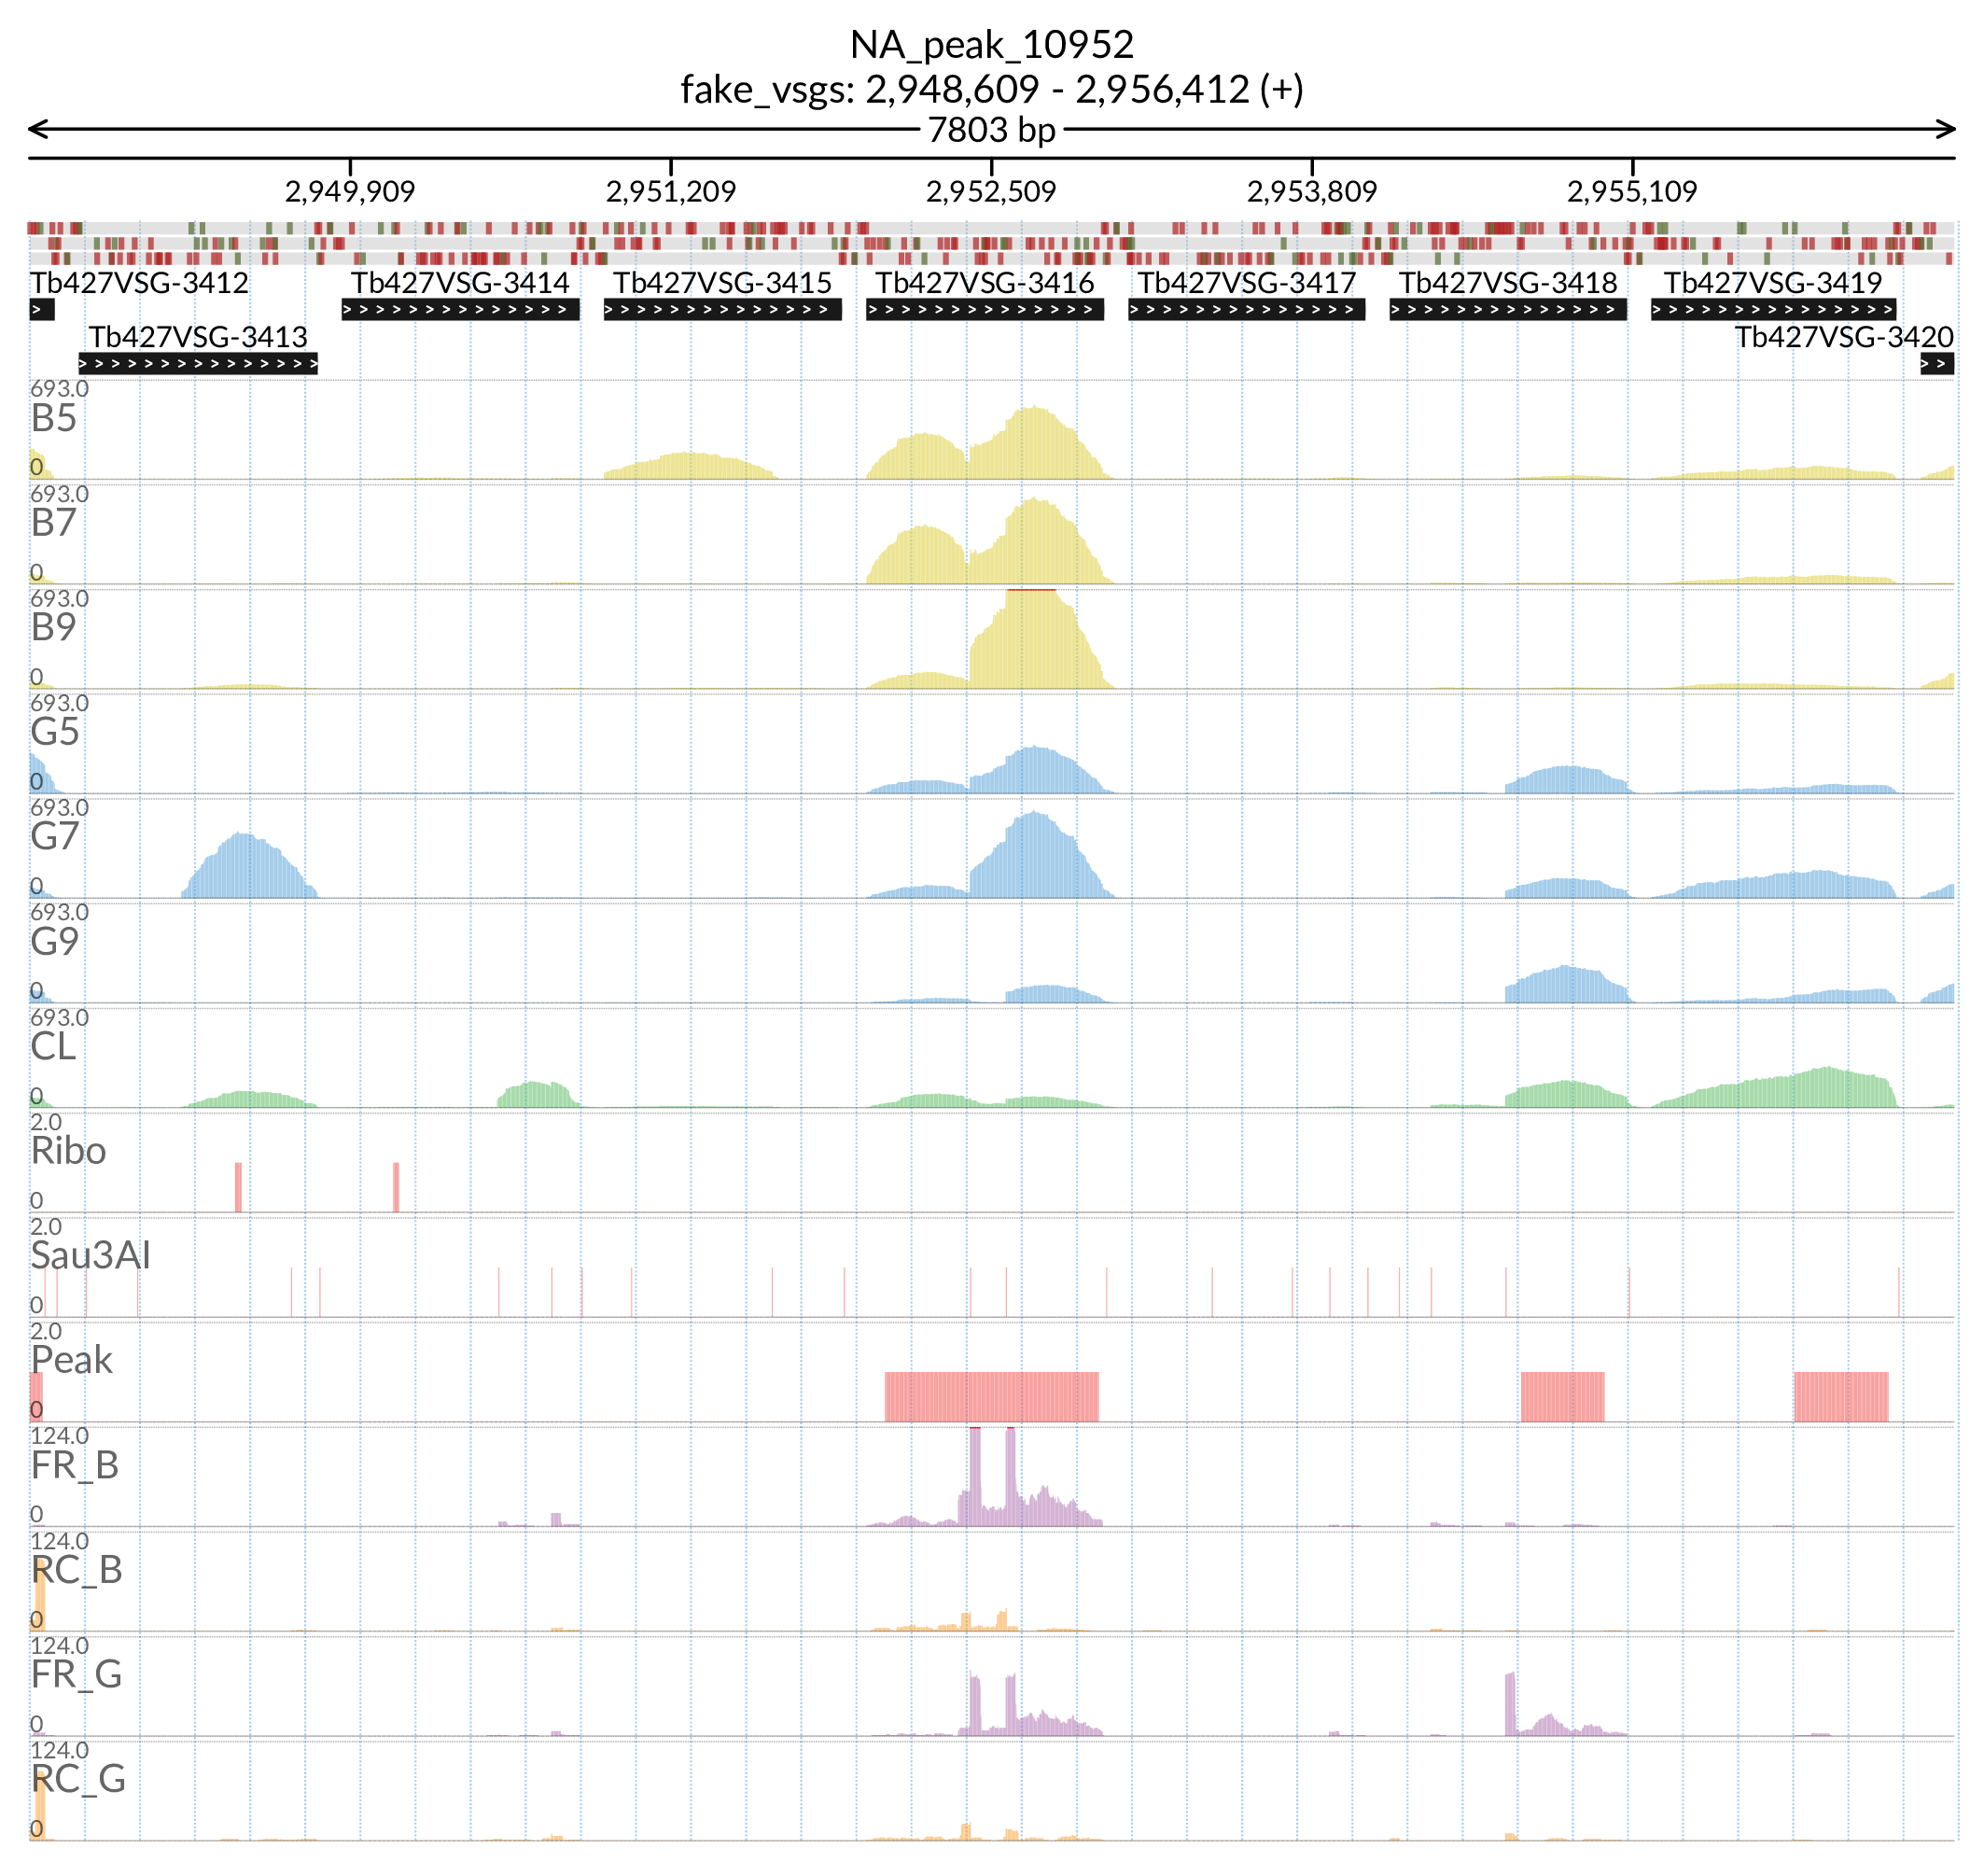 NA_peak_10952
fake_vsgs: 2,948,609 - 2,956,412 (+)
7803 bp
2,949,909 2,951,209 2,952,509 2,953,809 2,955,109
Tb427VSG-3412 Tb427VSG-3414 Tb427VSG-3415 Tb427VSG-3416 Tb427VSG-3417 Tb427VSG-3418 Tb427VSG-3419
Tb427VSG-3413 Tb427VSG-3420
693.0
B5
0
693.0
B7
0
693.0
B9
0
693.0
G5
0
693.0
G7
0
693.0
G9
0
693.0
CL
0
2.0
Ribo
0
2.0
Sau3AI
0
2.0
Peak
0
124.0
FR_B
0
124.0
RC_B
0
124.0
FR_G
0
124.0
RC_G
0